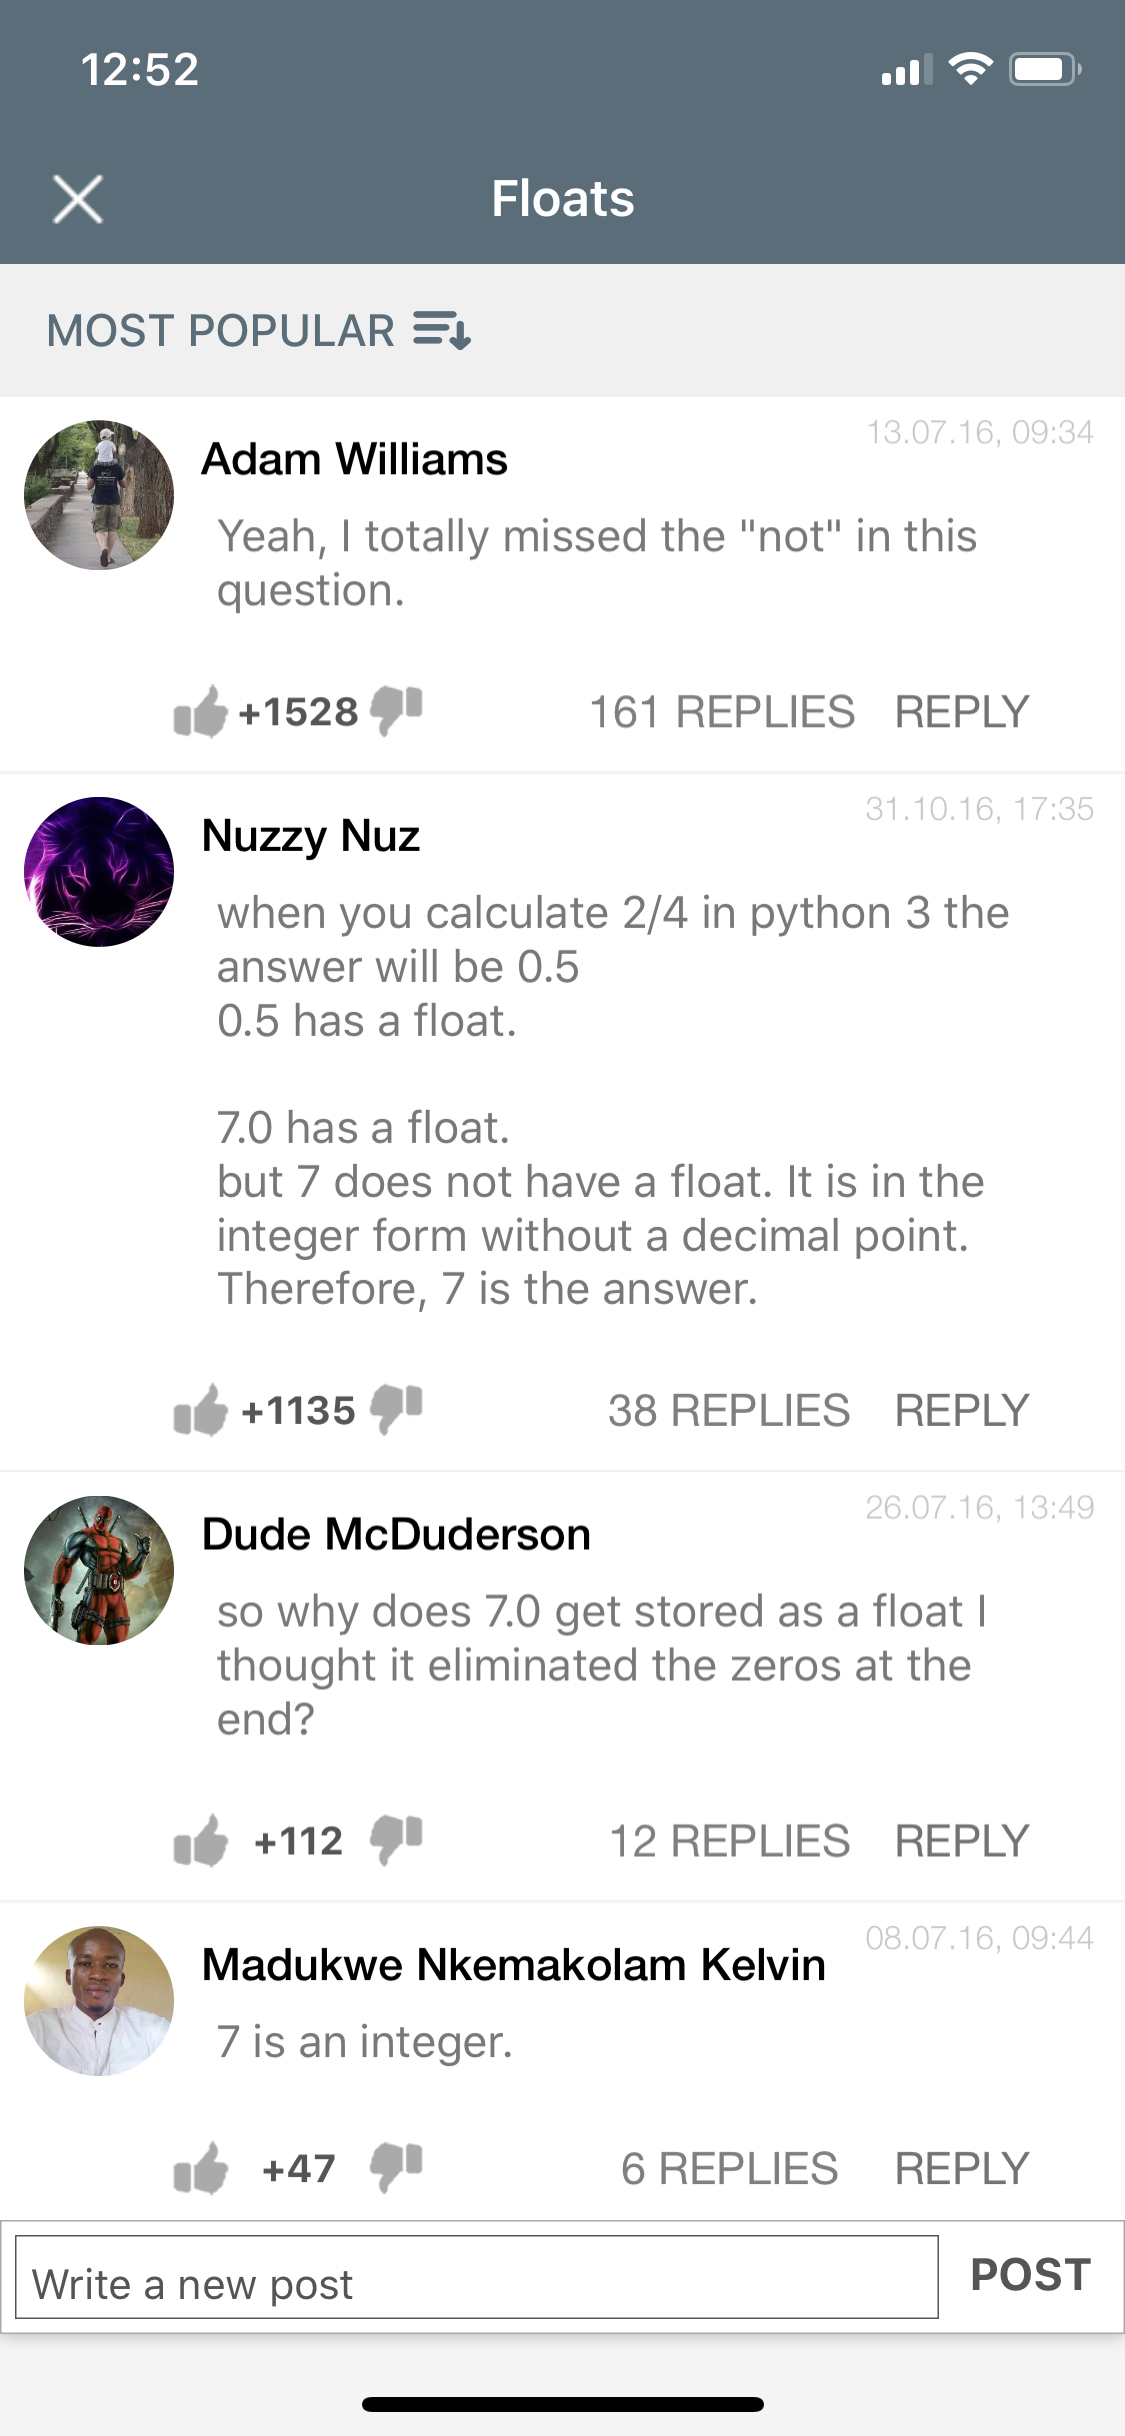 12:52
Floats
MOST POPULAR
13.07.16, 09:34
Adam Williams
Yeah, I totally missed the "not" in this
question.
+1528
161 REPLIES REPLY
31.10.16, 17:35
Nuzzy Nuz
when you calculate 2/4 in python 3 the
answer will be 0.5
0.5 has a float.
7.0 has a float.
but 7 does not have a float. It is in the
integer form without a decimal point.
Therefore, 7 is the answer.
+1135
38 REPLIES REPLY
26.07.16, 13:49
Dude McDuderson
so why does 7.0 get stored as a float I
thought it eliminated the zeros at the
end?
+112
12 REPLIES REPLY
08.07.16, 09:44
Madukwe Nkemakolam Kelvin
7 is an integer.
+47
6 REPLIES REPLY
Write a new post
POST